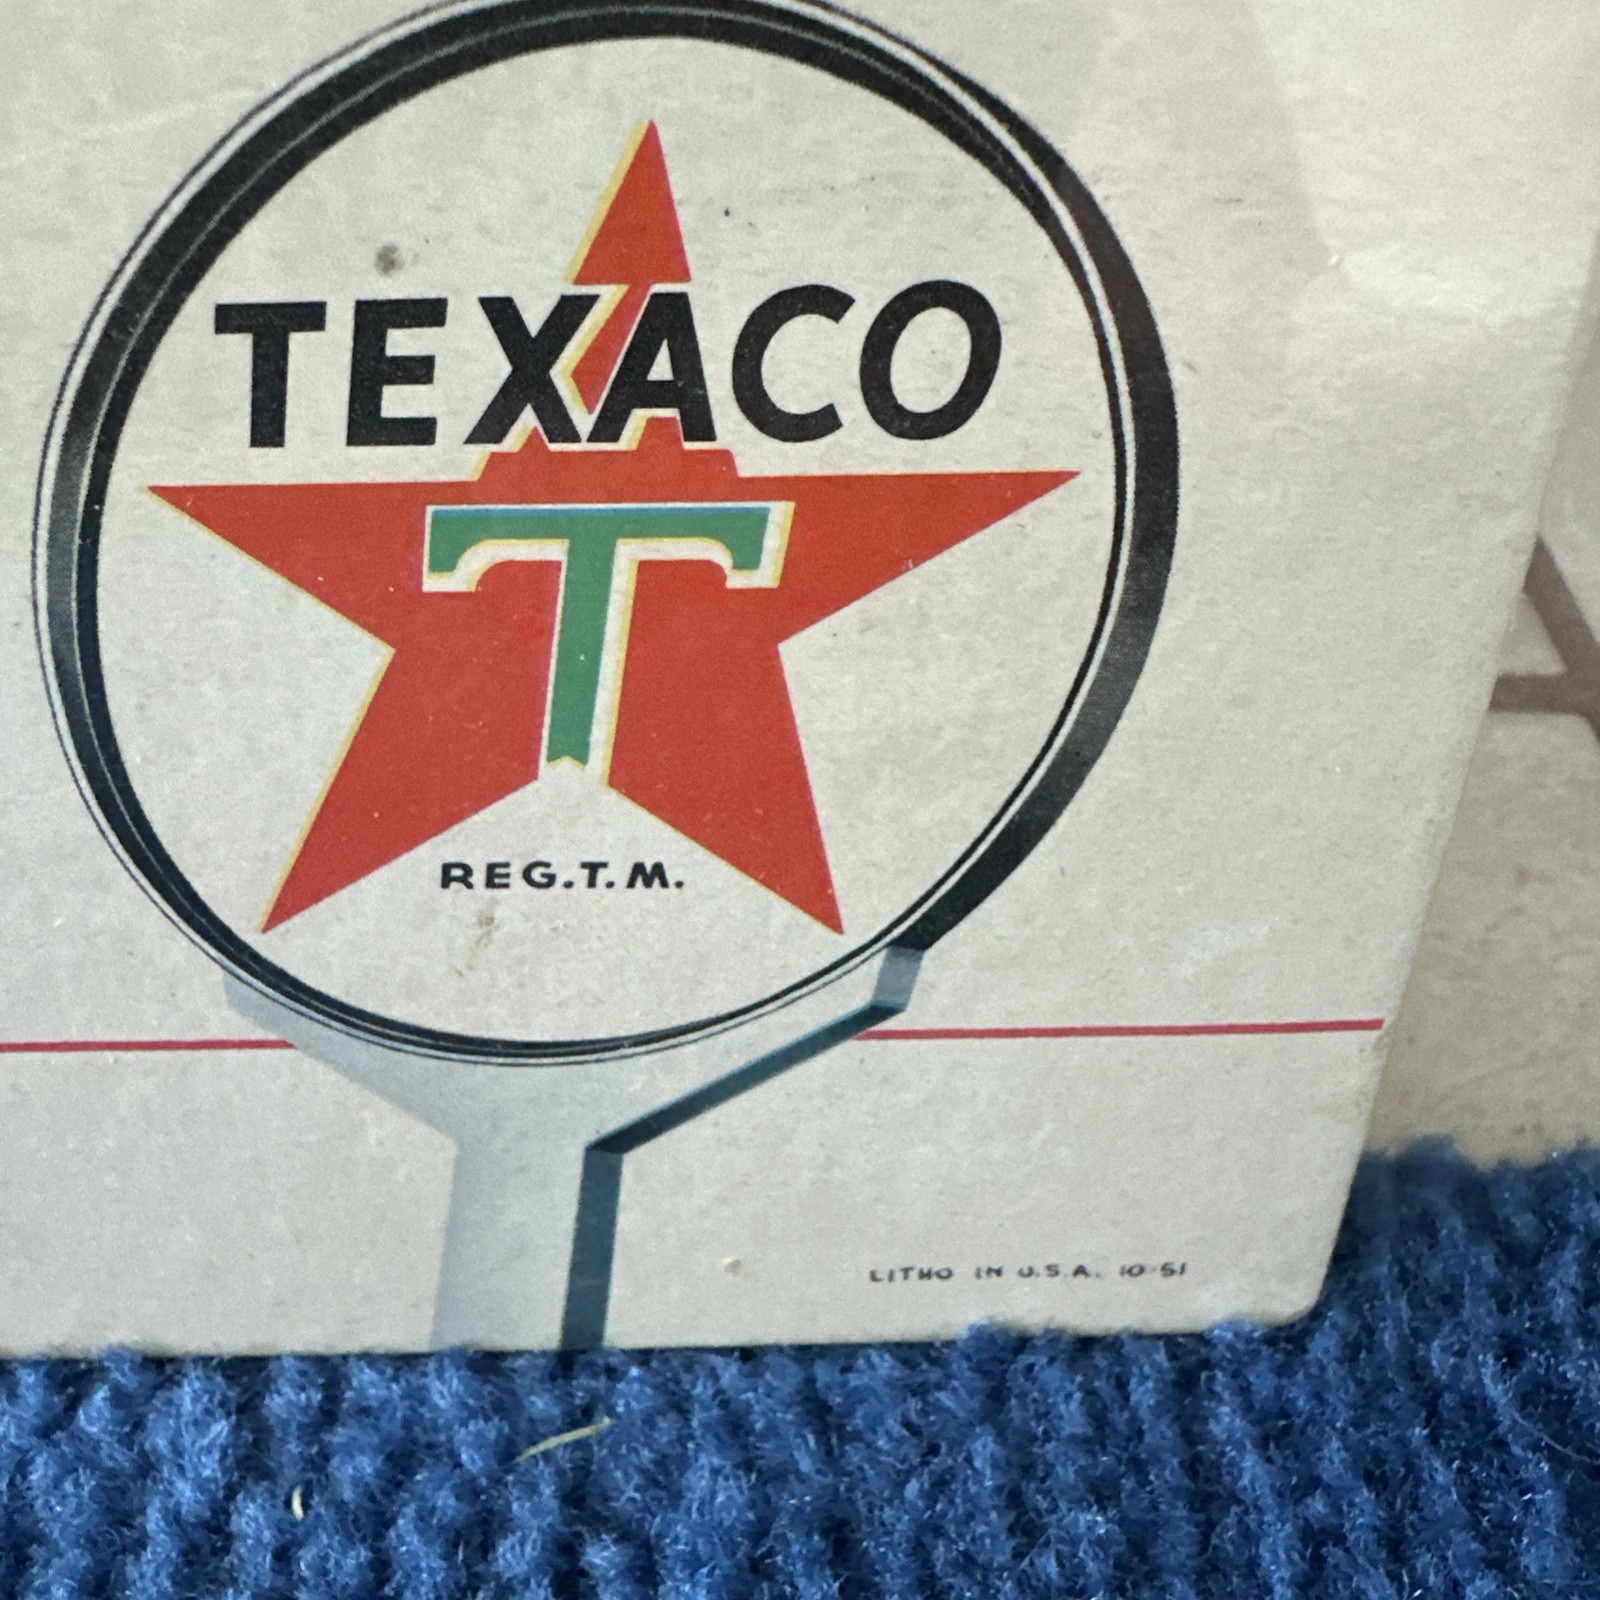 TEXACO
T
REG.T.M.
LITHO IN U.S.A. 10-51